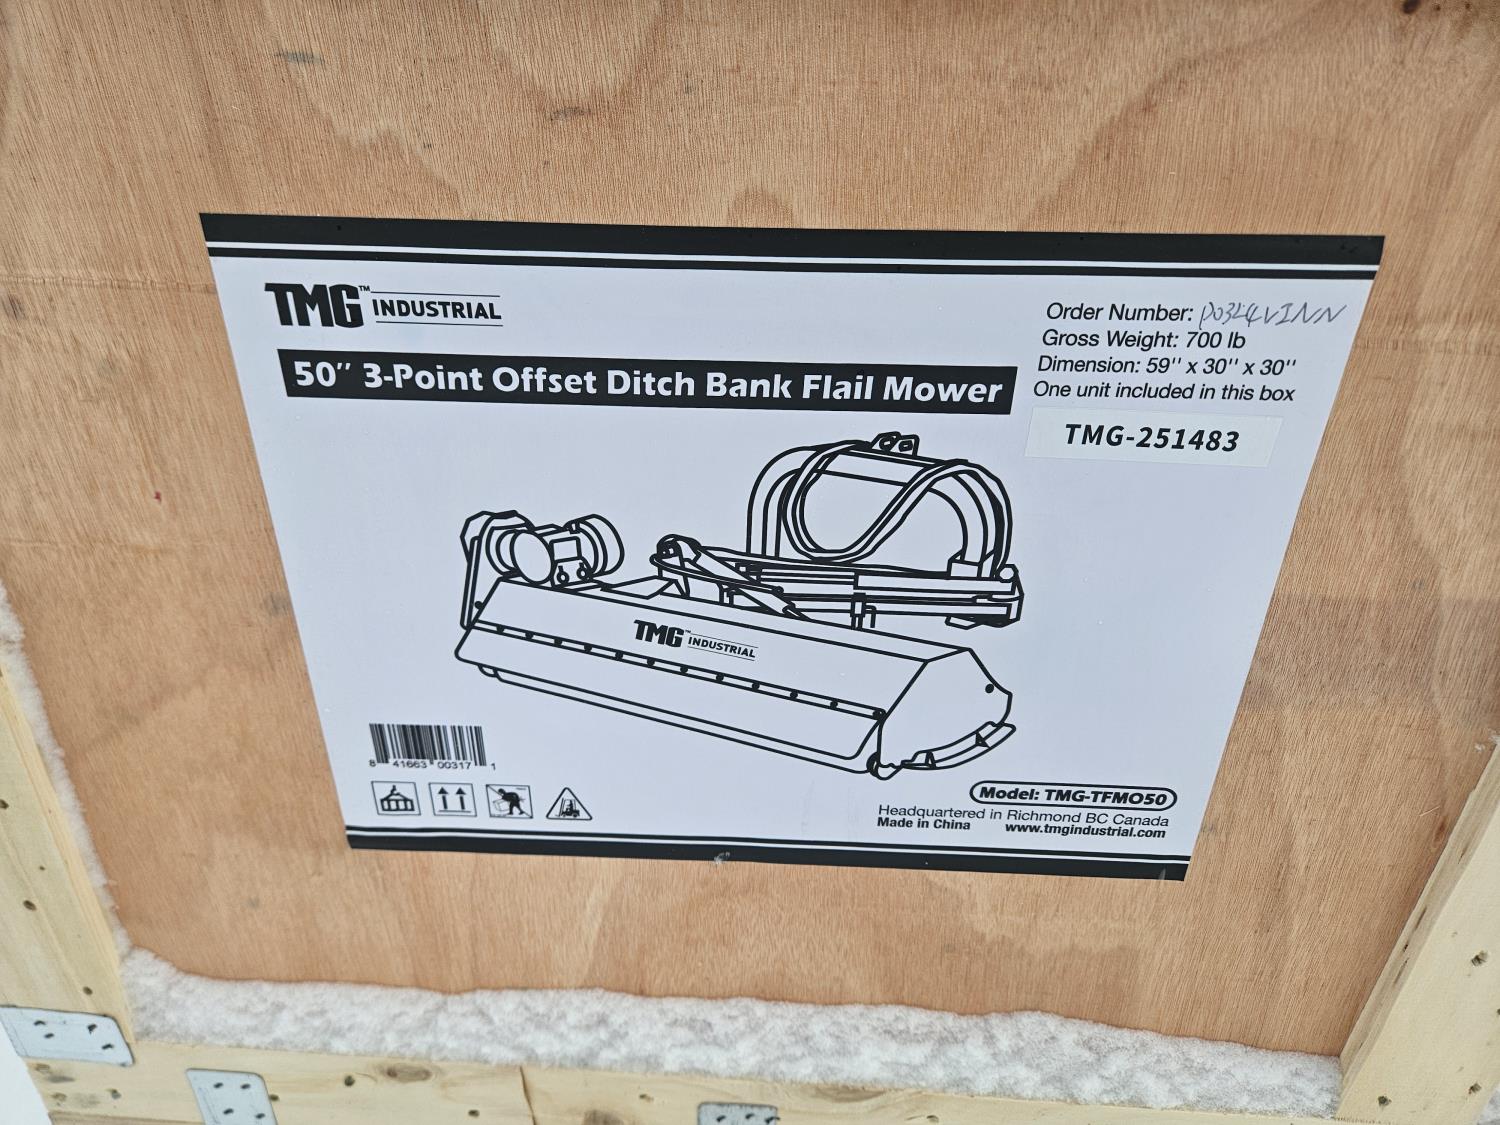 TMG™ INDUSTRIAL
50" 3-Point Offset Ditch Bank Flail Mower
Order Number:
Gross Weight: 700 lb
Dimension: 59" x 30" x 30"
One unit included in this box
TMG-251483
TMG™ INDUSTRIAL
8 41663 00317 1
Model: TMG-TFMO50
Headquartered in Richmond BC Canada
Made in China www.tmgindustrial.com